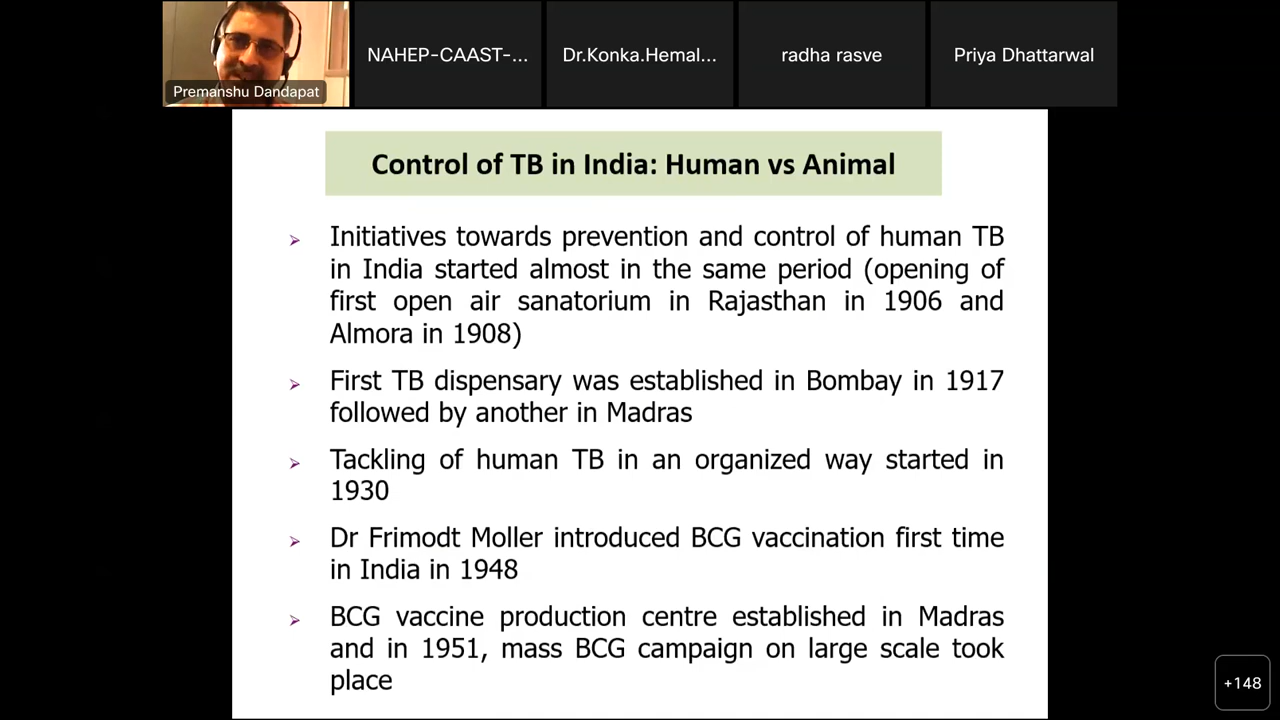 NAHEP-CAAST-...
Dr.Konka.Hemal...
radha rasve
Priya Dhattarwal
Premanshu Dandapat
Control of TB in India: Human vs Animal
➢ Initiatives towards prevention and control of human TB
in India started almost in the same period (opening of
first open air sanatorium in Rajasthan in 1906 and
Almora in 1908)
➢ First TB dispensary was established in Bombay in 1917
followed by another in Madras
➢ Tackling of human TB in an organized way started in
1930
➢ Dr Frimodt Moller introduced BCG vaccination first time
in India in 1948
➢ BCG vaccine production centre established in Madras
and in 1951, mass BCG campaign on large scale took
place
+148